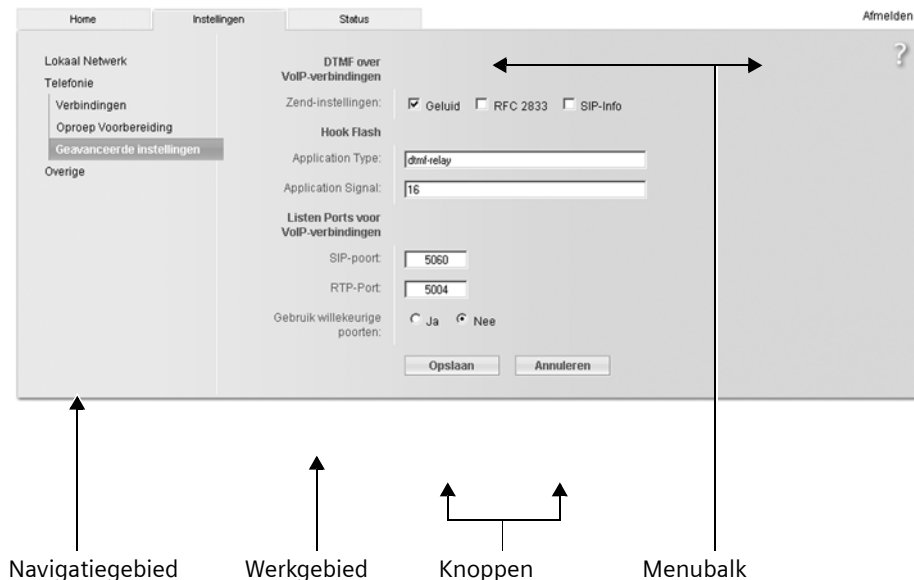 Home Instellingen Status Afmelden
?
Lokaal Netwerk
Telefonie
Verbindingen
Oproep Voorbereiding
Geavanceerde instellingen
Overige
DTMF over
VoIP-verbindingen
Zend-instellingen: Geluid RFC 2833 SIP-Info
Hook Flash
Application Type: dtmf-relay
Application Signal: 16
Listen Ports voor
VoIP-verbindingen
SIP-poort: 5060
RTP-Port: 5004
Gebruik willekeurige
poorten: Ja Nee
Opslaan Annuleren
Navigatiegebied Werkgebied Knoppen Menubalk